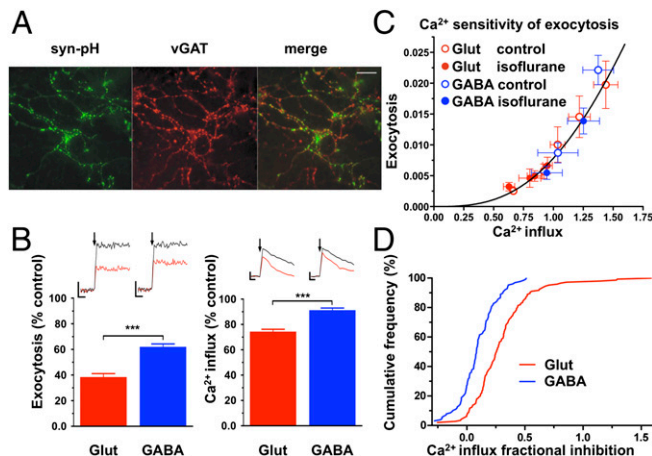 A
syn-pH vGAT merge
B
Exocytosis (% control)
100
80
60
40
20
0.0
***
Glut GABA
Ca²⁺ influx (% control)
100
80
60
40
20
0.0
***
Glut GABA
C
Ca²⁺ sensitivity of exocytosis
Exocytosis
0.025
0.020
0.015
0.010
0.005
0.000
Glut control
Glut isoflurane
GABA control
GABA isoflurane
0.00 0.25 0.50 0.75 1.00 1.25 1.50 1.75
Ca²⁺ influx
D
Cumulative frequency (%)
100
80
60
40
20
0
Glut
GABA
0.0 0.5 1.0 1.5
Ca²⁺ influx fractional inhibition